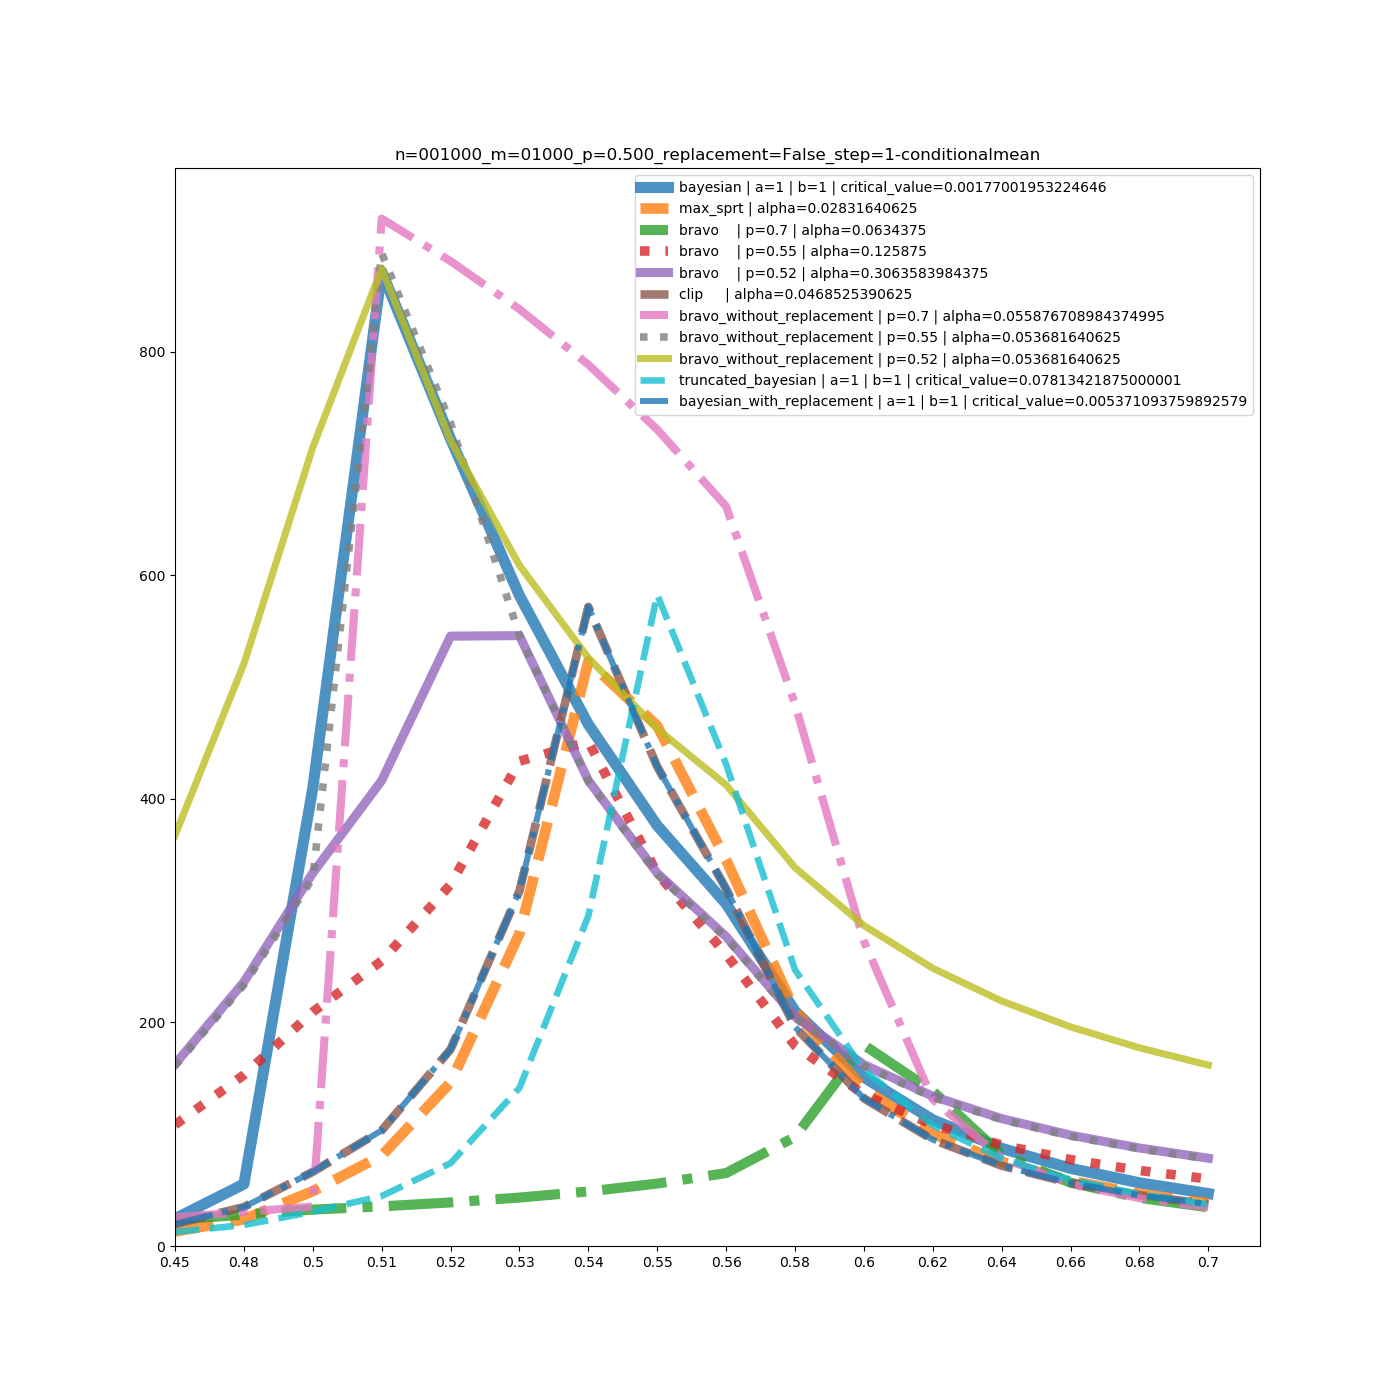 n=001000_m=01000_p=0.500_replacement=False_step=1-conditionalmean
bayesian | a=1 | b=1 | critical_value=0.00177001953224646
max_sprt | alpha=0.02831640625
bravo    | p=0.7 | alpha=0.0634375
bravo    | p=0.55 | alpha=0.125875
bravo    | p=0.52 | alpha=0.3063583984375
clip     | alpha=0.0468525390625
bravo_without_replacement | p=0.7 | alpha=0.055876708984374995
bravo_without_replacement | p=0.55 | alpha=0.053681640625
bravo_without_replacement | p=0.52 | alpha=0.053681640625
truncated_bayesian | a=1 | b=1 | critical_value=0.07813421875000001
bayesian_with_replacement | a=1 | b=1 | critical_value=0.005371093759892579
800
600
400
200
0
0.45 0.48 0.5 0.51 0.52 0.53 0.54 0.55 0.56 0.58 0.6 0.62 0.64 0.66 0.68 0.7